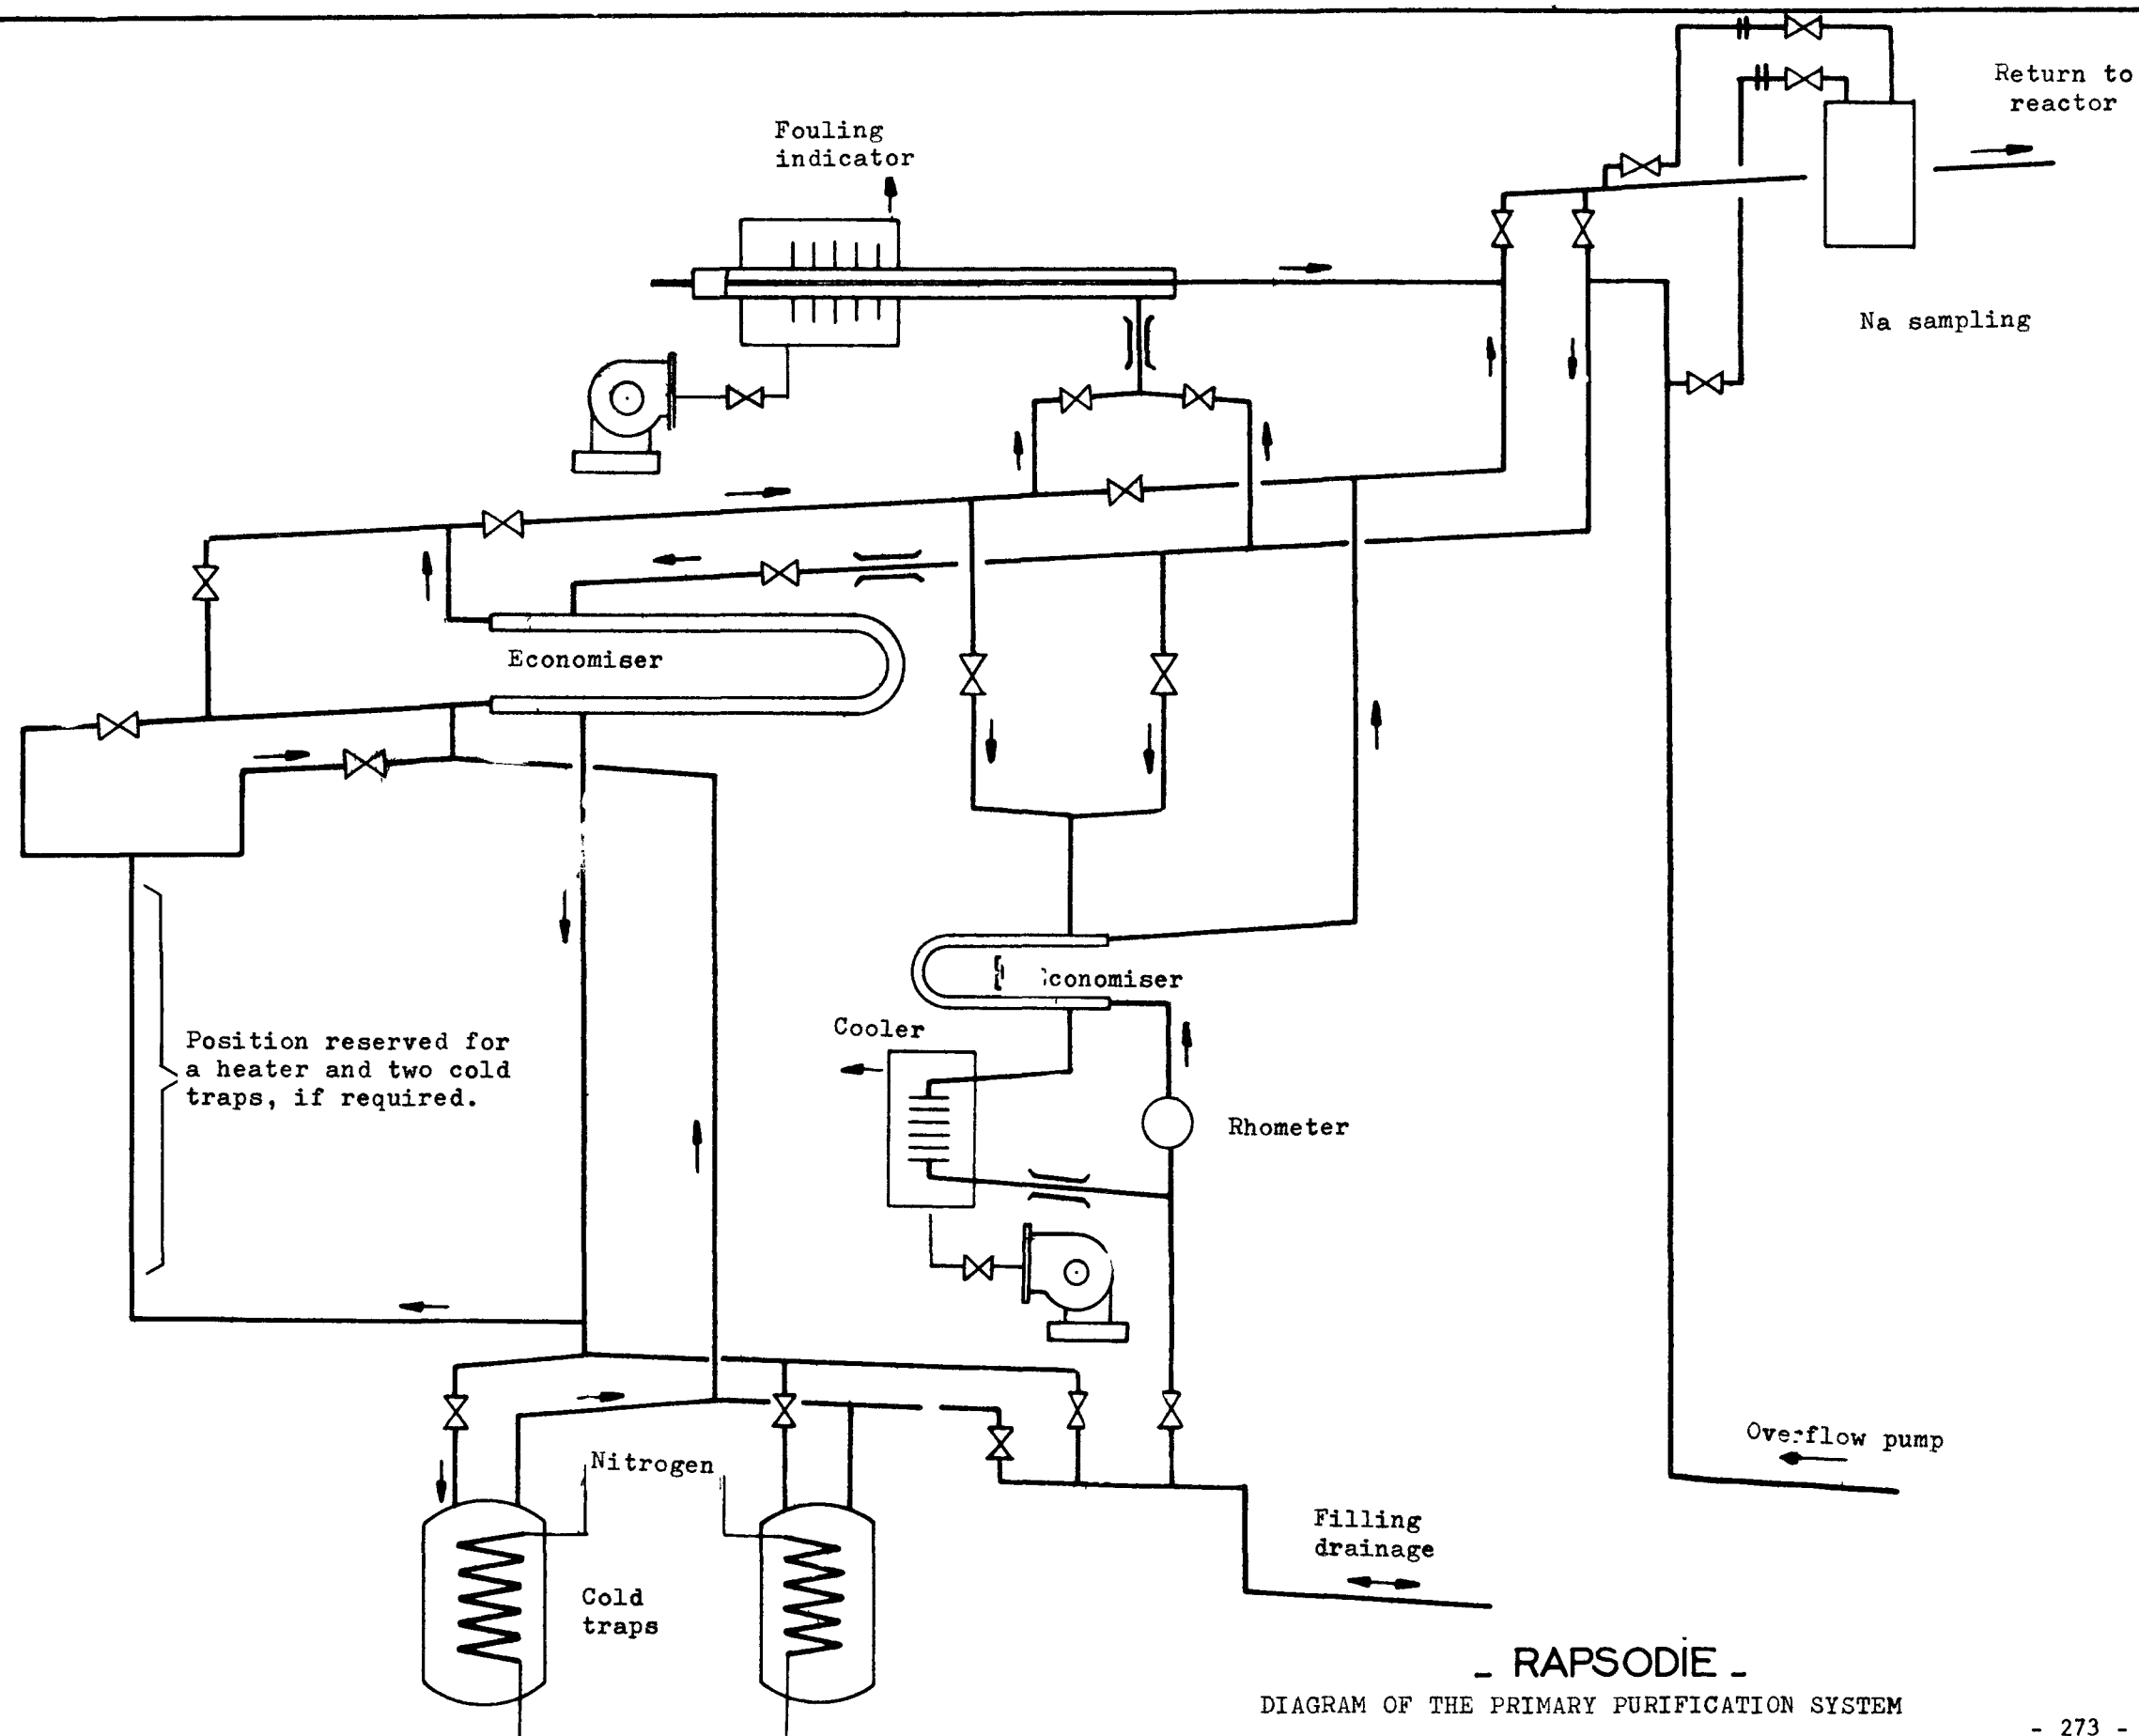 Return to
reactor
Fouling
indicator
Na sampling
Economiser
Economiser
Cooler
Position reserved for
a heater and two cold
traps, if required.
Rhometer
Overflow pump
Nitrogen
Filling
drainage
Cold
traps
_ RAPSODIE _
DIAGRAM OF THE PRIMARY PURIFICATION SYSTEM
- 273 -